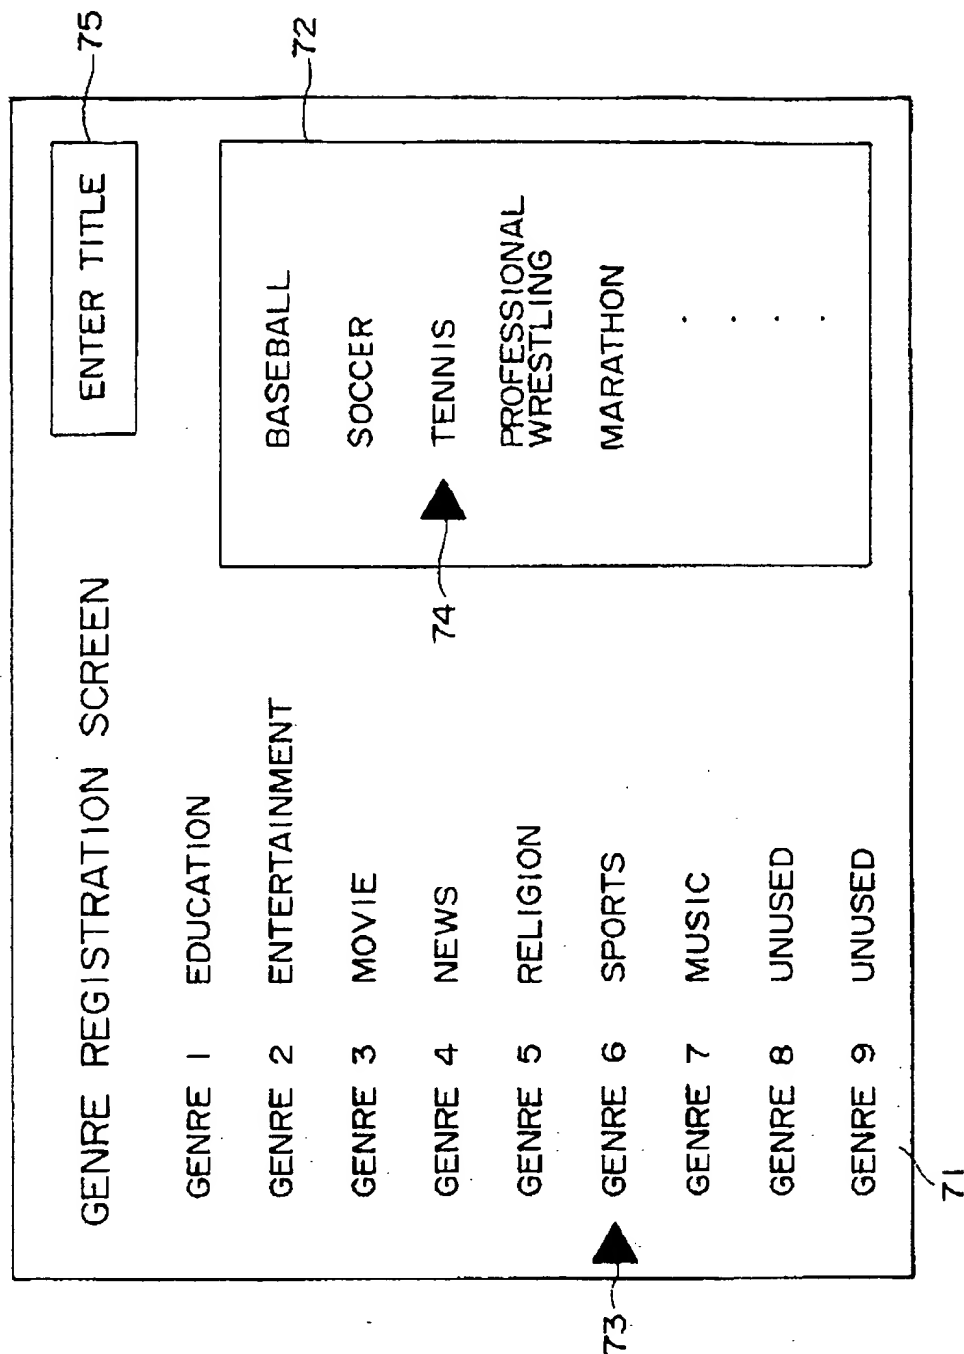 GENRE REGISTRATION SCREEN
ENTER TITLE
75
GENRE 1 EDUCATION
GENRE 2 ENTERTAINMENT
GENRE 3 MOVIE
GENRE 4 NEWS
GENRE 5 RELIGION
GENRE 6 SPORTS
GENRE 7 MUSIC
GENRE 8 UNUSED
GENRE 9 UNUSED
71
73
72
BASEBALL
SOCCER
TENNIS
PROFESSIONAL
WRESTLING
MARATHON
. . . .
74